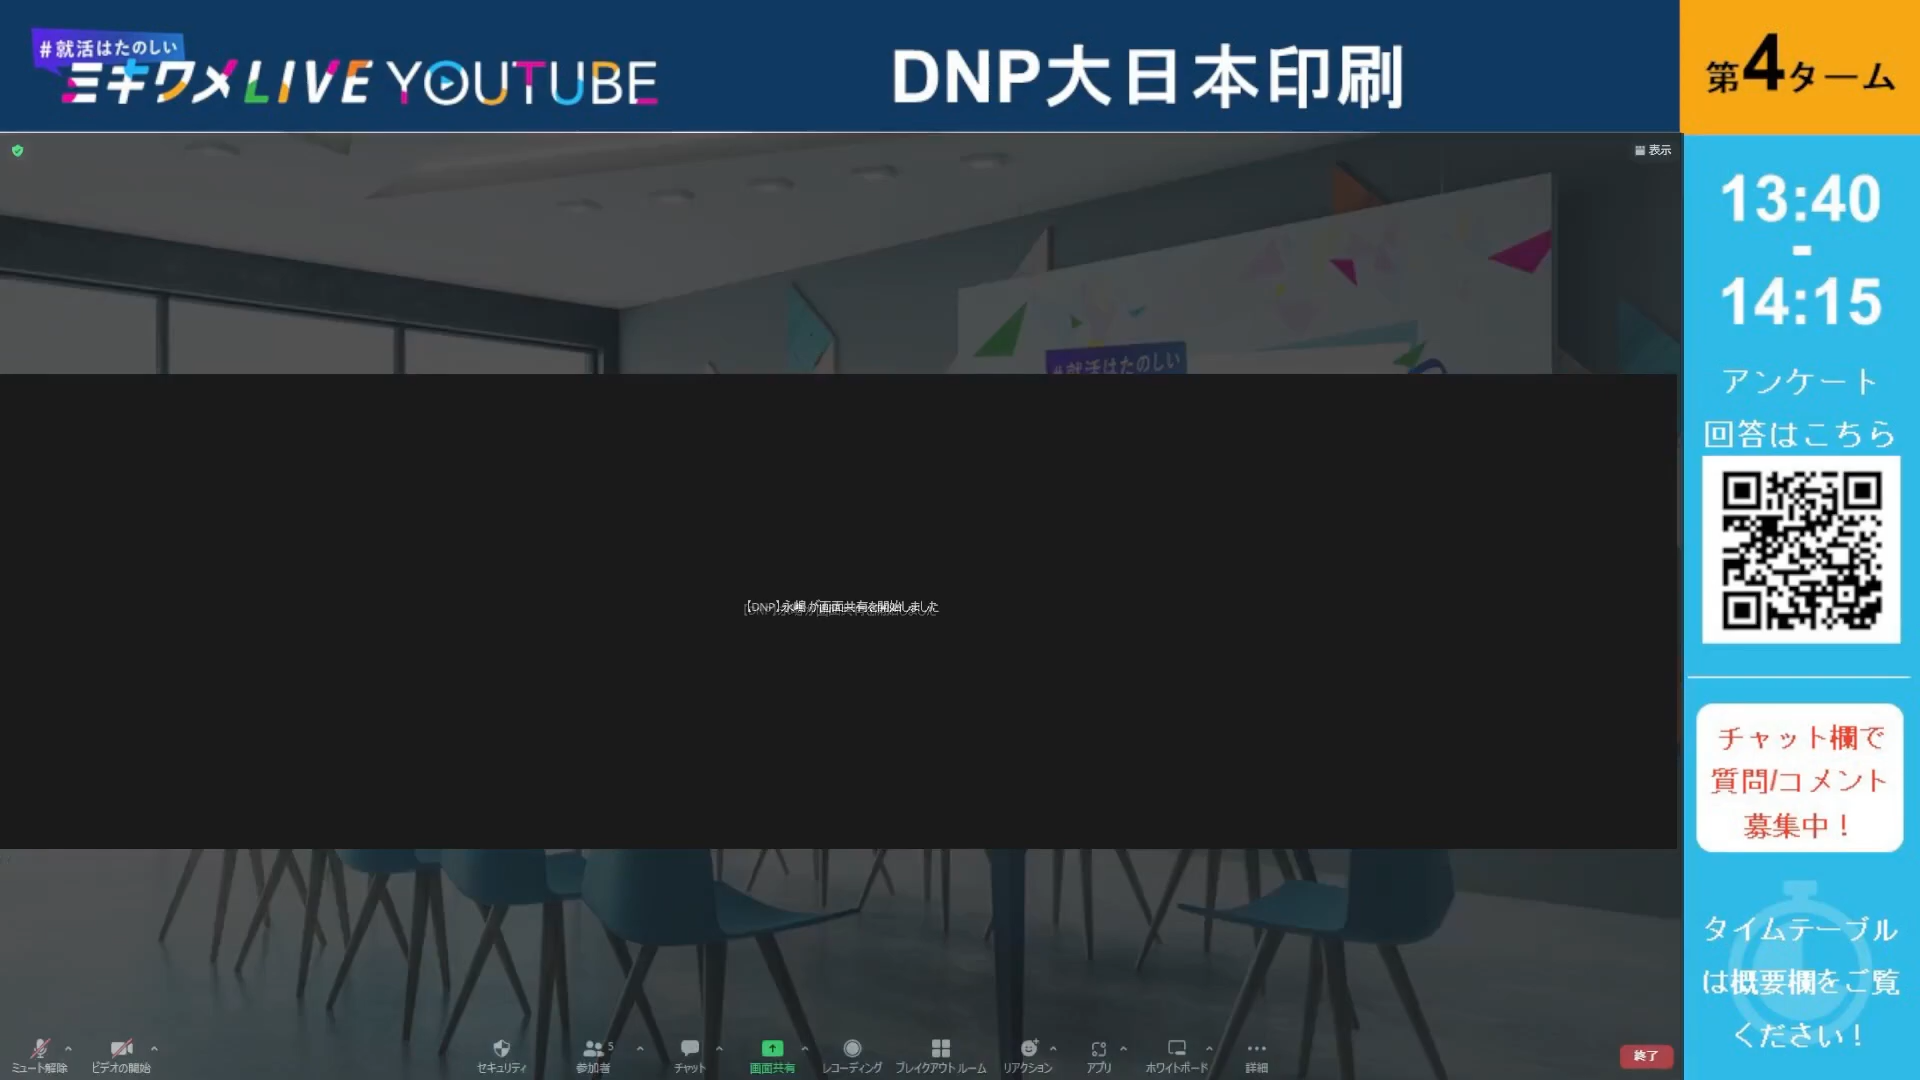 #就活はたのしい
ミキワメLIVE YOUTUBE
DNP大日本印刷
第4ターム
表示
13:40
-
14:15
アンケート
回答はこちら
#就活はたのしい
【DNP】永嶋 が画面共有を開始しました
チャット欄で
質問/コメント
募集中！
タイムテーブル
は概要欄をご覧
ください！
ミュート解除
ビデオの開始
セキュリティ
参加者
5
チャット
画面共有
レコーディング
ブレイクアウトルーム
リアクション
アプリ
ホワイトボード
詳細
終了